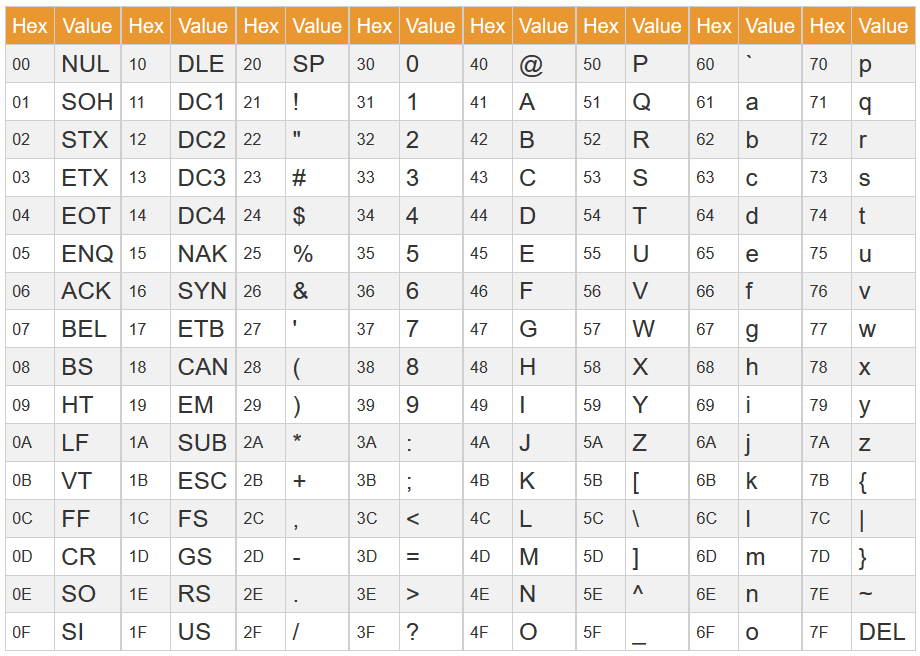 Hex Value Hex Value Hex Value Hex Value Hex Value Hex Value Hex Value Hex Value
00 NUL 10 DLE 20 SP 30 0 40 @ 50 P 60 ` 70 p
01 SOH 11 DC1 21 ! 31 1 41 A 51 Q 61 a 71 q
02 STX 12 DC2 22 " 32 2 42 B 52 R 62 b 72 r
03 ETX 13 DC3 23 # 33 3 43 C 53 S 63 c 73 s
04 EOT 14 DC4 24 $ 34 4 44 D 54 T 64 d 74 t
05 ENQ 15 NAK 25 % 35 5 45 E 55 U 65 e 75 u
06 ACK 16 SYN 26 & 36 6 46 F 56 V 66 f 76 v
07 BEL 17 ETB 27 ' 37 7 47 G 57 W 67 g 77 w
08 BS 18 CAN 28 ( 38 8 48 H 58 X 68 h 78 x
09 HT 19 EM 29 ) 39 9 49 I 59 Y 69 i 79 y
0A LF 1A SUB 2A * 3A : 4A J 5A Z 6A j 7A z
0B VT 1B ESC 2B + 3B ; 4B K 5B [ 6B k 7B {
0C FF 1C FS 2C , 3C < 4C L 5C \ 6C l 7C |
0D CR 1D GS 2D - 3D = 4D M 5D ] 6D m 7D }
0E SO 1E RS 2E . 3E > 4E N 5E ^ 6E n 7E ~
0F SI 1F US 2F / 3F ? 4F O 5F _ 6F o 7F DEL